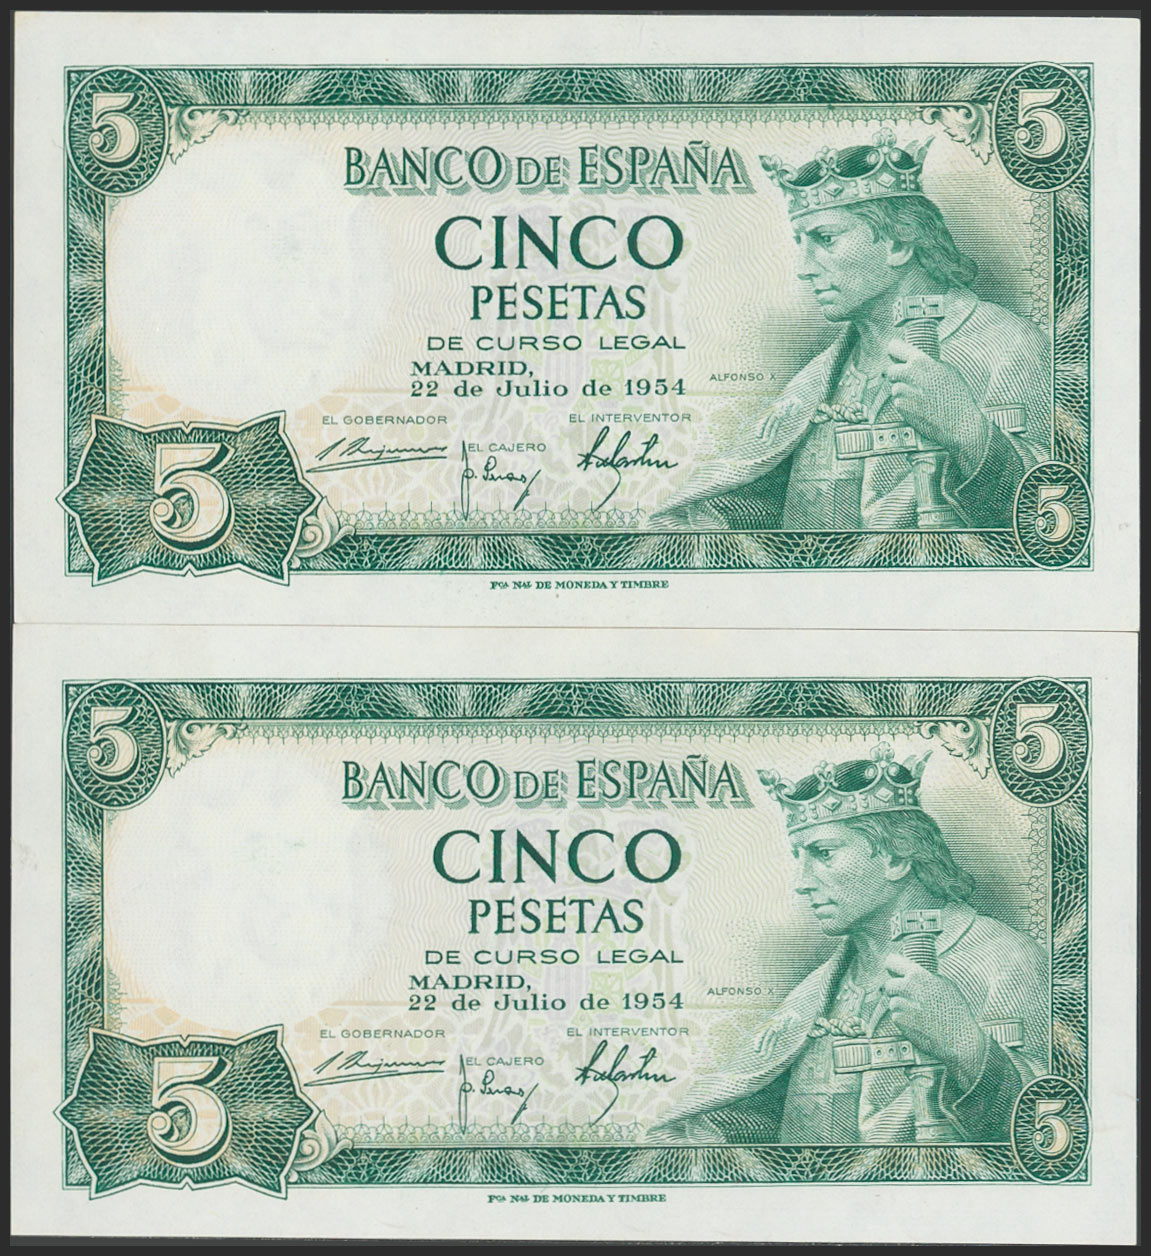 5 5
BANCO DE ESPAÑA
CINCO
PESETAS
DE CURSO LEGAL
MADRID,
22 de Julio de 1954
ALFONSO X
EL GOBERNADOR
EL INTERVENTOR
EL CAJERO
5 5
Fca. Nal. DE MONEDA Y TIMBRE
5 5
BANCO DE ESPAÑA
CINCO
PESETAS
DE CURSO LEGAL
MADRID,
22 de Julio de 1954
ALFONSO X
EL GOBERNADOR
EL INTERVENTOR
EL CAJERO
5 5
Fca. Nal. DE MONEDA Y TIMBRE